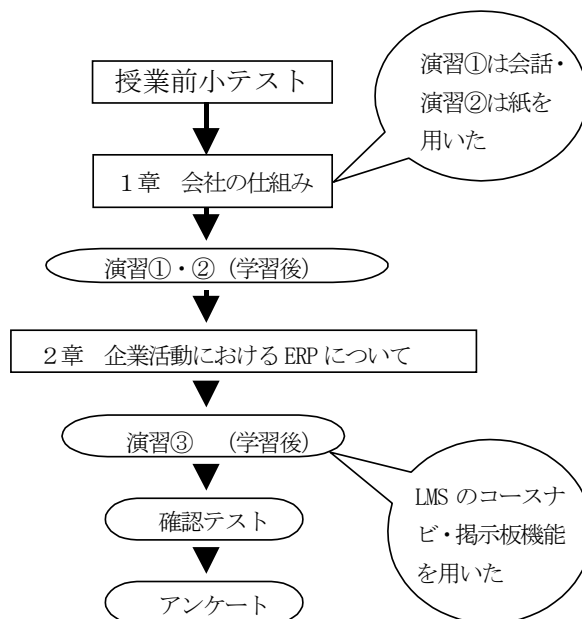 授業前小テスト
演習①は会話・
演習②は紙を
用いた
１章　会社の仕組み
演習①・②（学習後）
２章　企業活動における ERP について
演習③　（学習後）
LMS のコースナ
ビ・掲示板機能
を用いた
確認テスト
アンケート